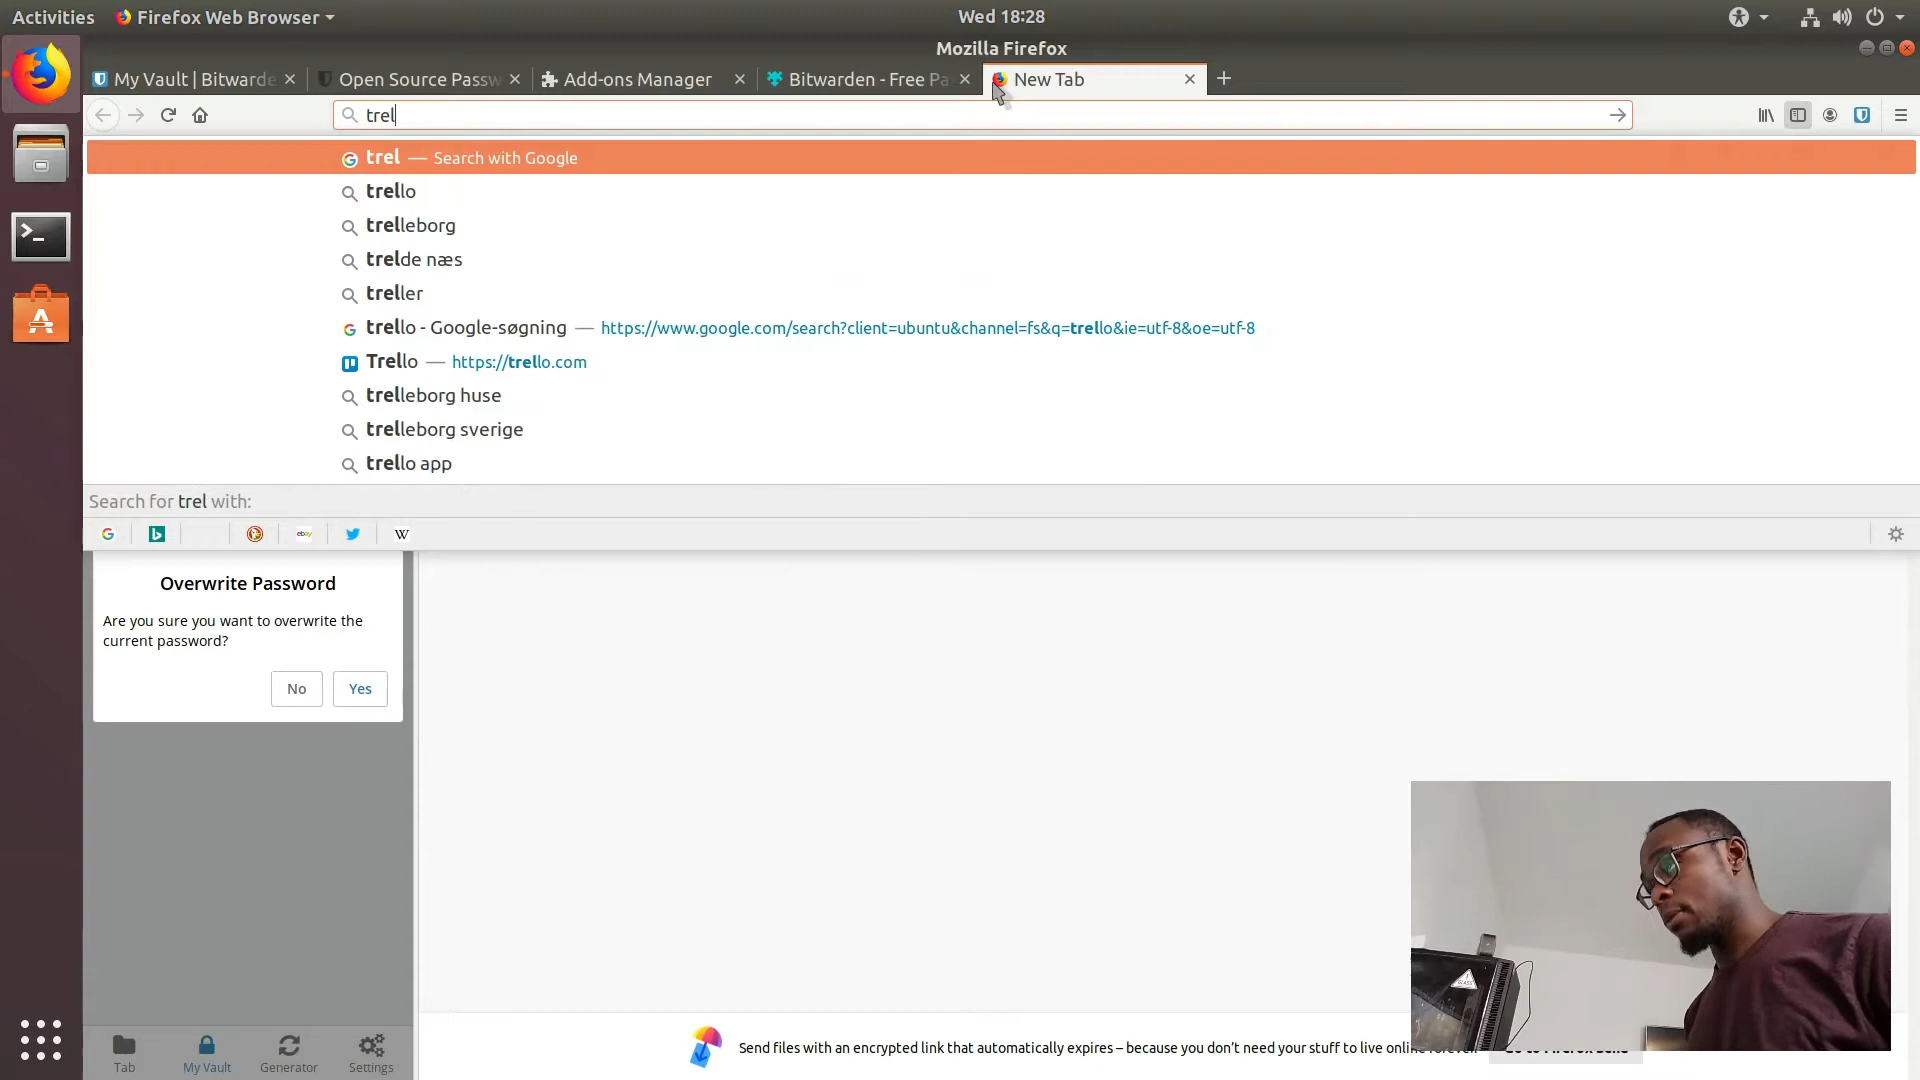 Activities
Firefox Web Browser
Wed 18:28
Mozilla Firefox
My Vault | Bitwarde
Open Source Passw
Add-ons Manager
Bitwarden - Free Pa
New Tab
trel
trel — Search with Google
trello
trelleborg
trelde næs
treller
trello - Google-søgning — https://www.google.com/search?client=ubuntu&channel=fs&q=trello&ie=utf-8&oe=utf-8
Trello — https://trello.com
trelleborg huse
trelleborg sverige
trello app
Search for trel with:
ebay
W
Overwrite Password
Are you sure you want to overwrite the
current password?
No
Yes
Send files with an encrypted link that automatically expires – because you don't need your stuff to live online forever.
Tab
My Vault
Generator
Settings